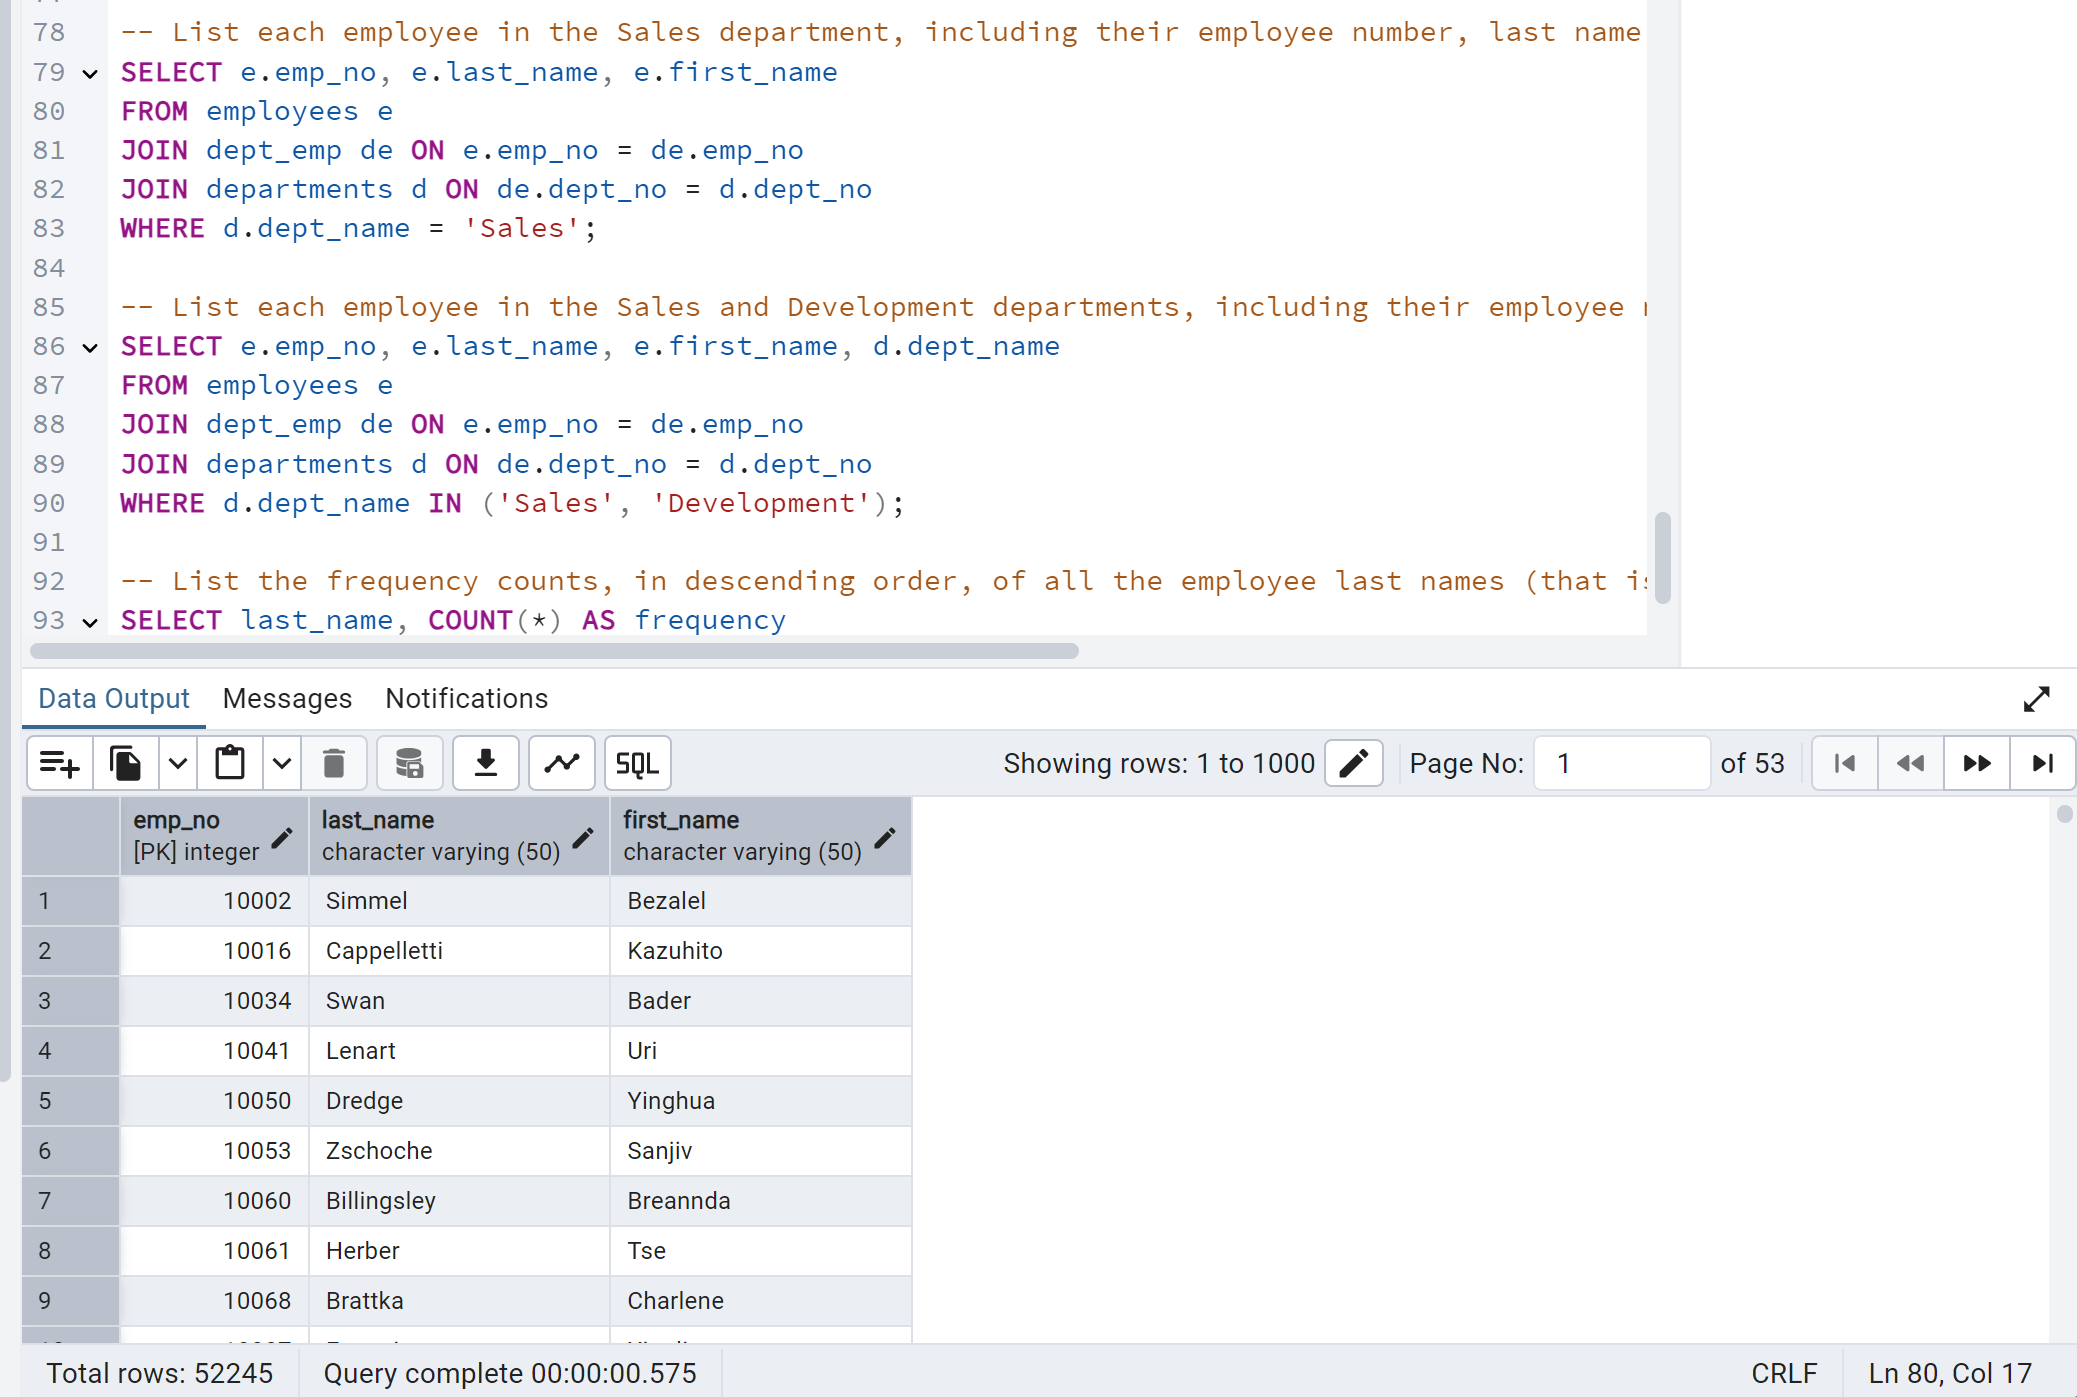 78 -- List each employee in the Sales department, including their employee number, last name
79 SELECT e.emp_no, e.last_name, e.first_name
80 FROM employees e
81 JOIN dept_emp de ON e.emp_no = de.emp_no
82 JOIN departments d ON de.dept_no = d.dept_no
83 WHERE d.dept_name = 'Sales';
84
85 -- List each employee in the Sales and Development departments, including their employee
86 SELECT e.emp_no, e.last_name, e.first_name, d.dept_name
87 FROM employees e
88 JOIN dept_emp de ON e.emp_no = de.emp_no
89 JOIN departments d ON de.dept_no = d.dept_no
90 WHERE d.dept_name IN ('Sales', 'Development');
91
92 -- List the frequency counts, in descending order, of all the employee last names (that is
93 SELECT last_name, COUNT(*) AS frequency
Data Output Messages Notifications
SQL Showing rows: 1 to 1000 Page No: 1 of 53
emp_no last_name first_name
[PK] integer character varying (50) character varying (50)
1 10002 Simmel Bezalel
2 10016 Cappelletti Kazuhito
3 10034 Swan Bader
4 10041 Lenart Uri
5 10050 Dredge Yinghua
6 10053 Zschoche Sanjiv
7 10060 Billingsley Breannda
8 10061 Herber Tse
9 10068 Brattka Charlene
Total rows: 52245 Query complete 00:00:00.575 CRLF Ln 80, Col 17